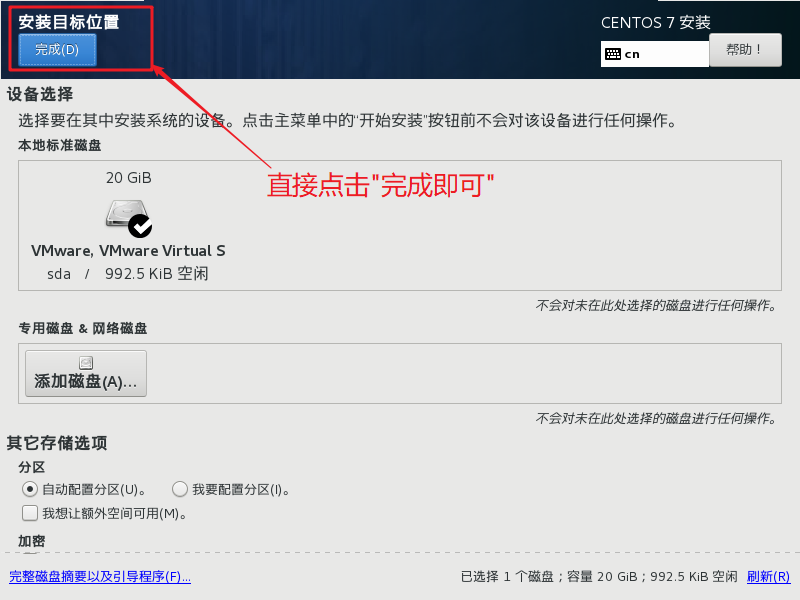 安装目标位置
CENTOS 7 安装
完成(D)
cn
帮助！
设备选择
选择要在其中安装系统的设备。点击主菜单中的“开始安装”按钮前不会对该设备进行任何操作。
本地标准磁盘
20 GiB
直接点击"完成即可"
VMware, VMware Virtual S
sda / 992.5 KiB 空闲
不会对未在此处选择的磁盘进行任何操作。
专用磁盘 & 网络磁盘
添加磁盘(A)...
不会对未在此处选择的磁盘进行任何操作。
其它存储选项
分区
自动配置分区(U)。 我要配置分区(I)。
我想让额外空间可用(M)。
加密
完整磁盘摘要以及引导程序(F)... 已选择 1 个磁盘；容量 20 GiB；992.5 KiB 空闲 刷新(R)